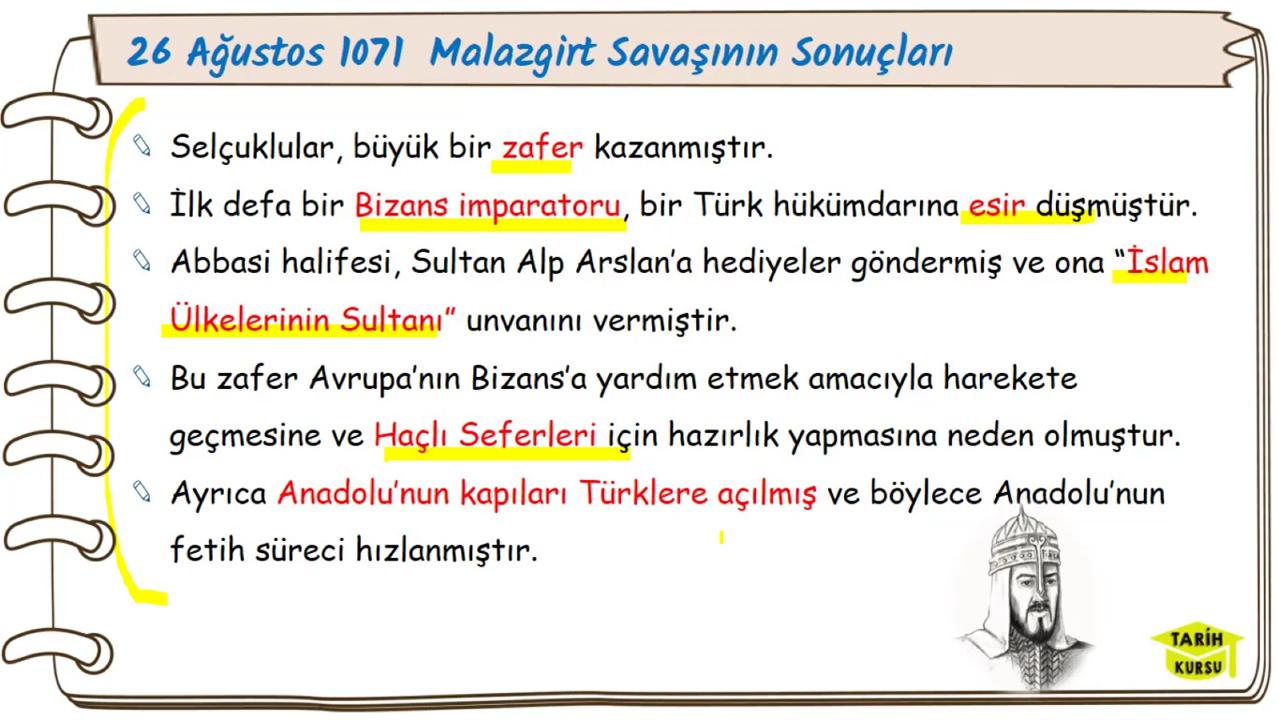 26 Ağustos 1071 Malazgirt Savaşının Sonuçları
Selçuklular, büyük bir zafer kazanmıştır.
İlk defa bir Bizans imparatoru, bir Türk hükümdarına esir düşmüştür.
Abbasi halifesi, Sultan Alp Arslan’a hediyeler göndermiş ve ona “İslam
Ülkelerinin Sultanı” unvanını vermiştir.
Bu zafer Avrupa’nın Bizans’a yardım etmek amacıyla harekete
geçmesine ve Haçlı Seferleri için hazırlık yapmasına neden olmuştur.
Ayrıca Anadolu’nun kapıları Türklere açılmış ve böylece Anadolu’nun
fetih süreci hızlanmıştır.
TARİH
KURSU